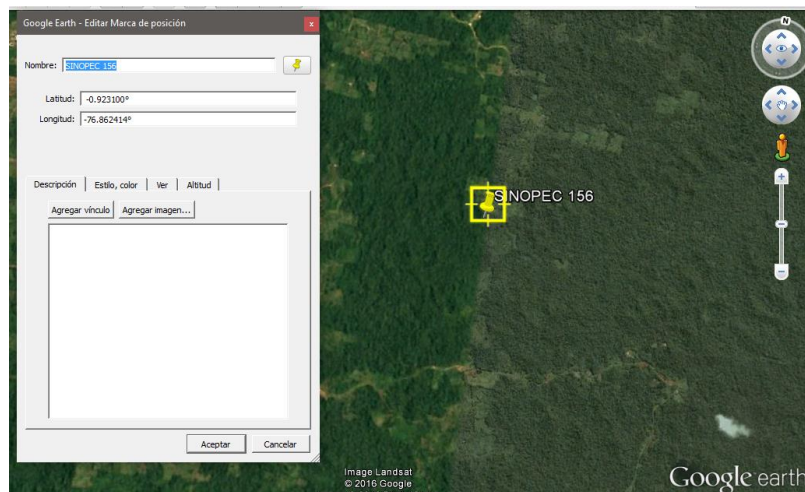 Google Earth - Editar Marca de posición
x
N
Nombre: SINOPEC 156
Latitud: -0.923100°
Longitud: -76.862414°
Descripción Estilo, color Ver Altitud
Agregar vínculo Agregar imagen...
SINOPEC 156
Aceptar Cancelar
Image Landsat
© 2016 Google
Google earth